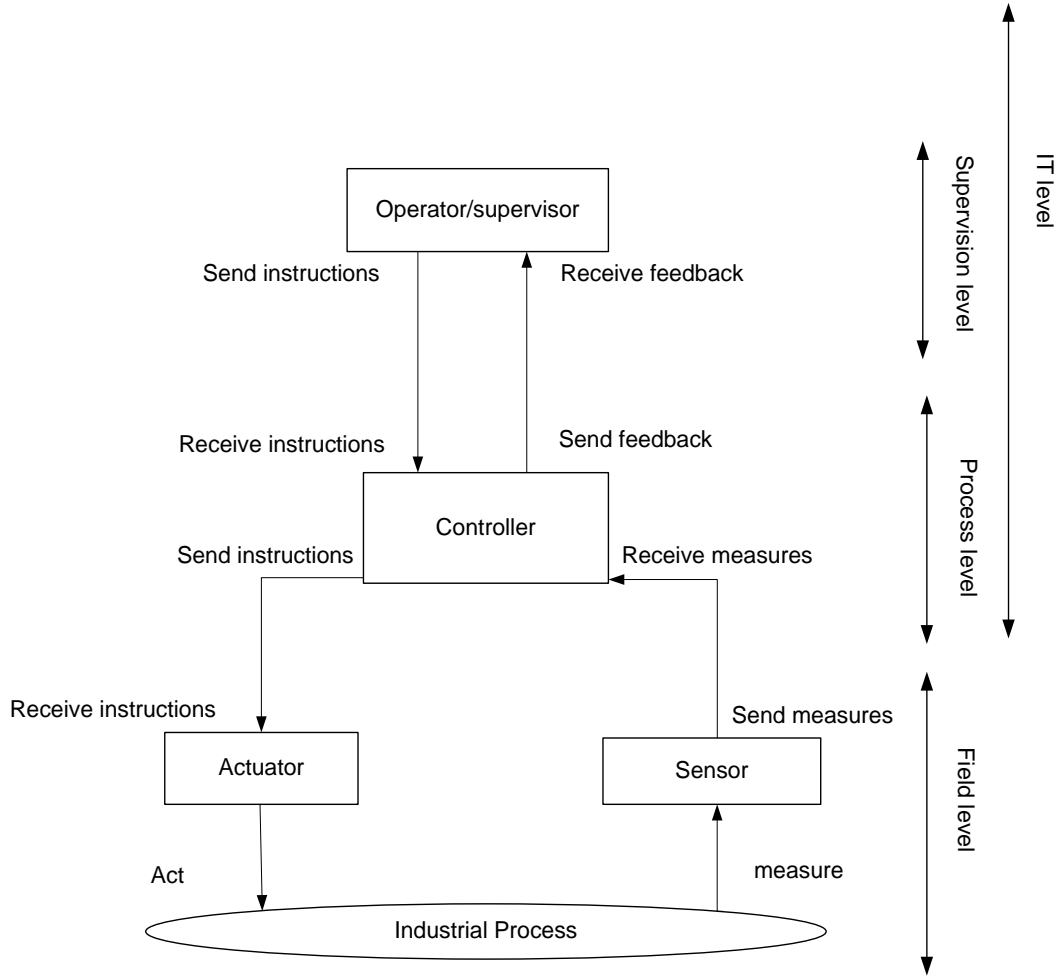 IT level
Supervision level
Operator/supervisor
Send instructions
Receive feedback
Receive instructions
Send feedback
Process level
Controller
Send instructions
Receive measures
Receive instructions
Send measures
Field level
Actuator
Sensor
Act
measure
Industrial Process